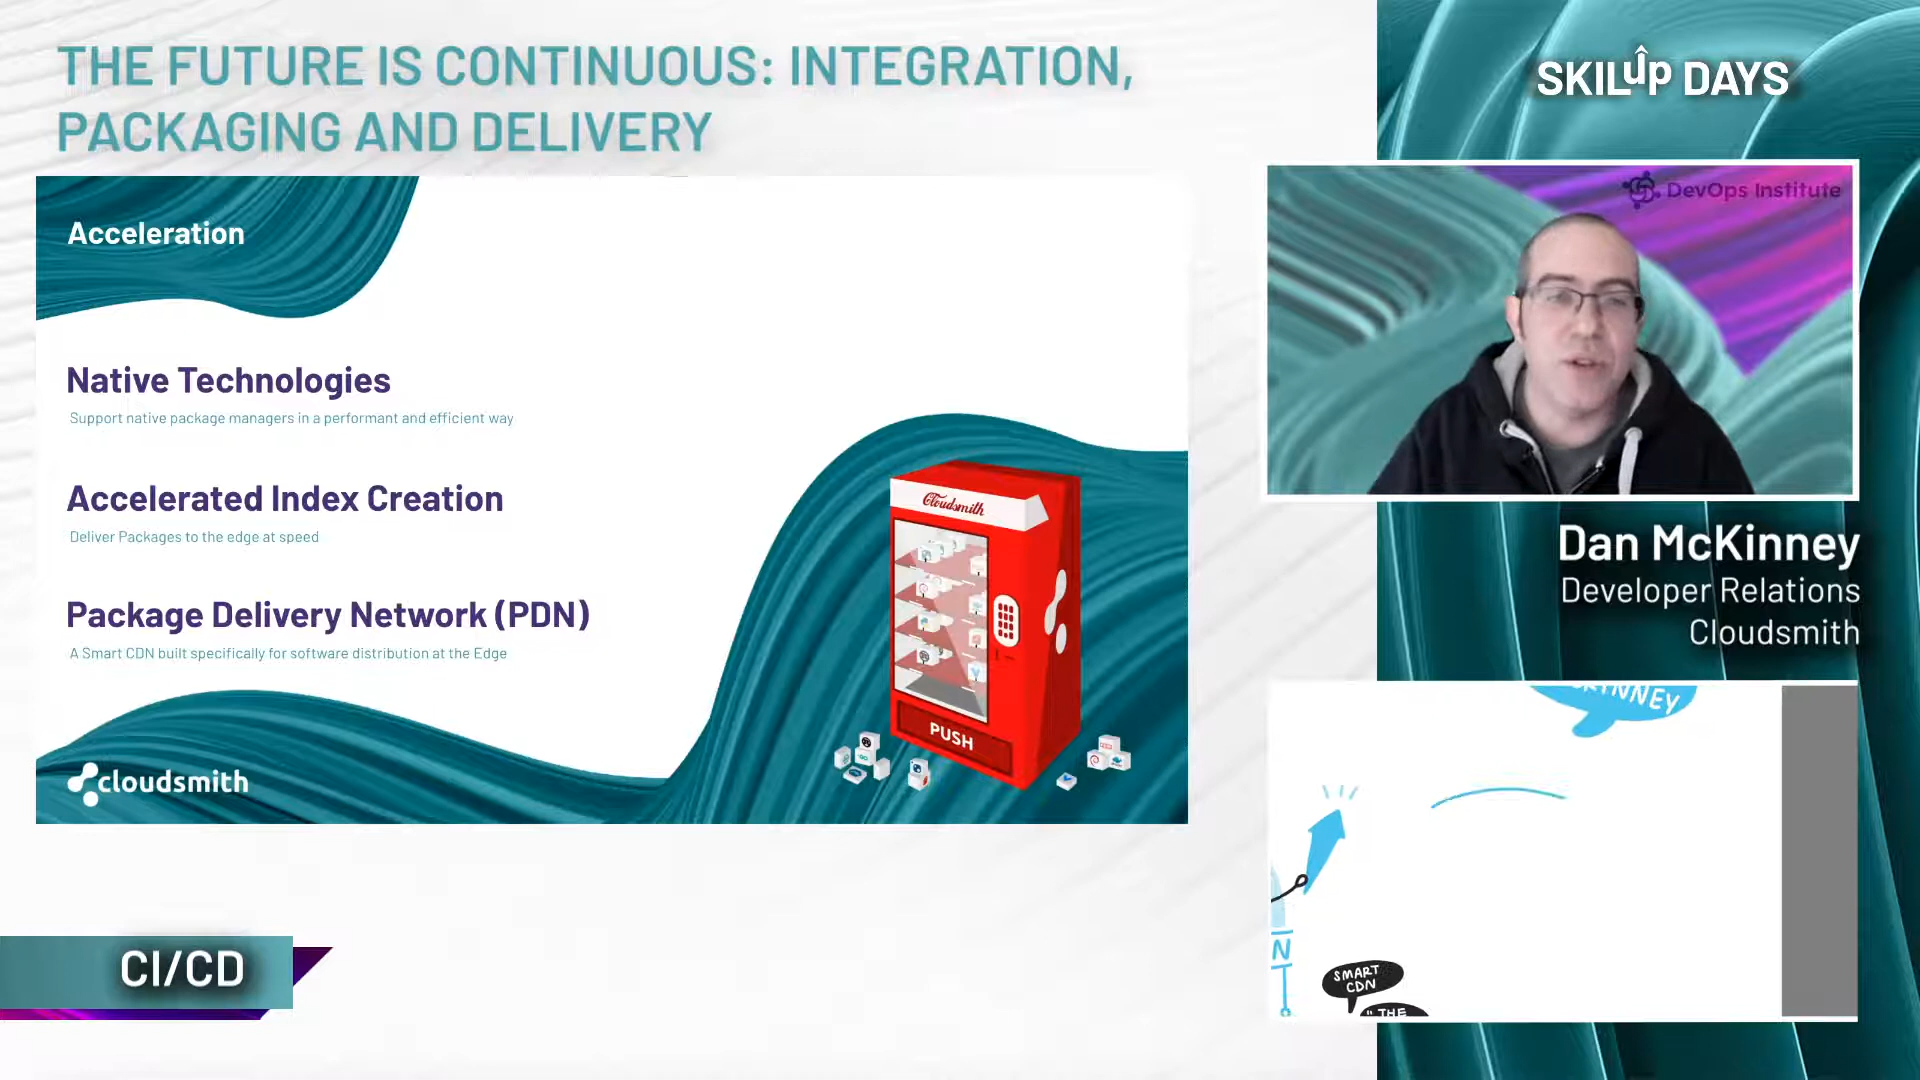 THE FUTURE IS CONTINUOUS: INTEGRATION,
PACKAGING AND DELIVERY
Acceleration
Native Technologies
Support native package managers in a performant and efficient way
Accelerated Index Creation
Deliver Packages to the edge at speed
Package Delivery Network (PDN)
A Smart CDN built specifically for software distribution at the Edge
Cloudsmith
PUSH
cloudsmith
CI/CD
SKILup DAYS
DevOps Institute
Dan McKinney
Developer Relations
Cloudsmith
KINNEY
N
SMART
CDN
"THE